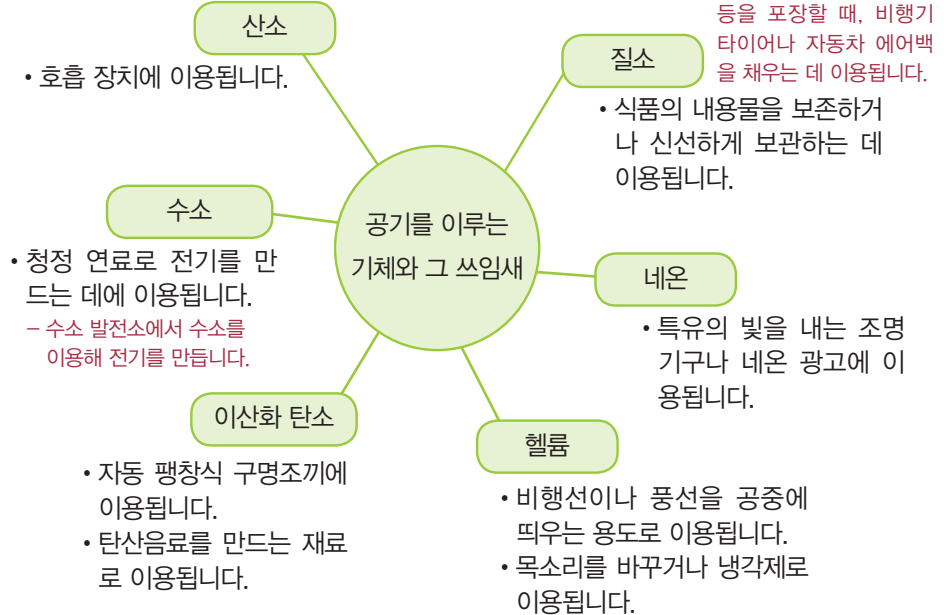 산소
• 호흡 장치에 이용됩니다.
등을 포장할 때, 비행기
타이어나 자동차 에어백
을 채우는 데 이용됩니다.
질소
• 식품의 내용물을 보존하거
나 신선하게 보관하는 데
이용됩니다.
공기를 이루는
기체와 그 쓰임새
수소
• 청정 연료로 전기를 만
드는 데에 이용됩니다.
– 수소 발전소에서 수소를
이용해 전기를 만듭니다.
네온
• 특유의 빛을 내는 조명
기구나 네온 광고에 이
용됩니다.
이산화 탄소
• 자동 팽창식 구명조끼에
이용됩니다.
• 탄산음료를 만드는 재료
로 이용됩니다.
헬륨
• 비행선이나 풍선을 공중에
띄우는 용도로 이용됩니다.
• 목소리를 바꾸거나 냉각제로
이용됩니다.